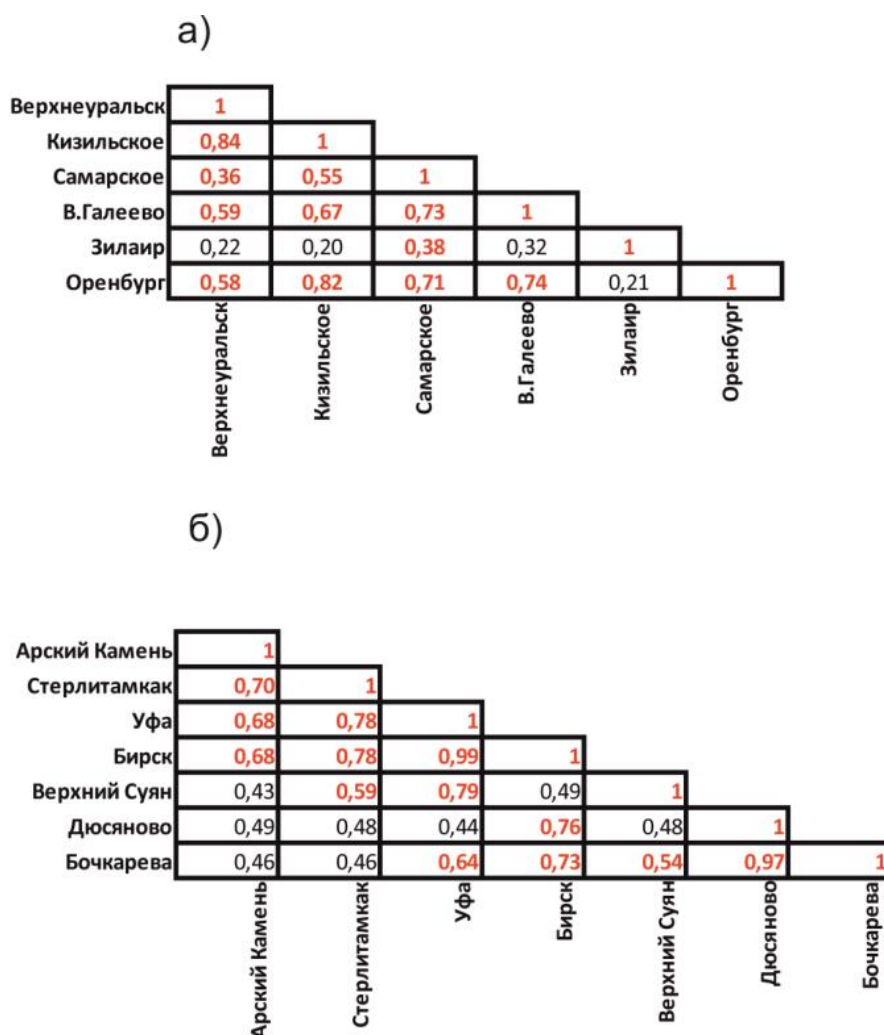 а)
Верхнеуральск 1
Кизильское 0,84 1
Самарское 0,36 0,55 1
В.Галеево 0,59 0,67 0,73 1
Зилаир 0,22 0,20 0,38 0,32 1
Оренбург 0,58 0,82 0,71 0,74 0,21 1
Верхнеуральск Кизильское Самарское В.Галеево Зилаир Оренбург
б)
Арский Камень 1
Стерлитамкак 0,70 1
Уфа 0,68 0,78 1
Бирск 0,68 0,78 0,99 1
Верхний Суян 0,43 0,59 0,79 0,49 1
Дюсяново 0,49 0,48 0,44 0,76 0,48 1
Бочкарева 0,46 0,46 0,64 0,73 0,54 0,97 1
Арский Камень Стерлитамкак Уфа Бирск Верхний Суян Дюсяново Бочкарева